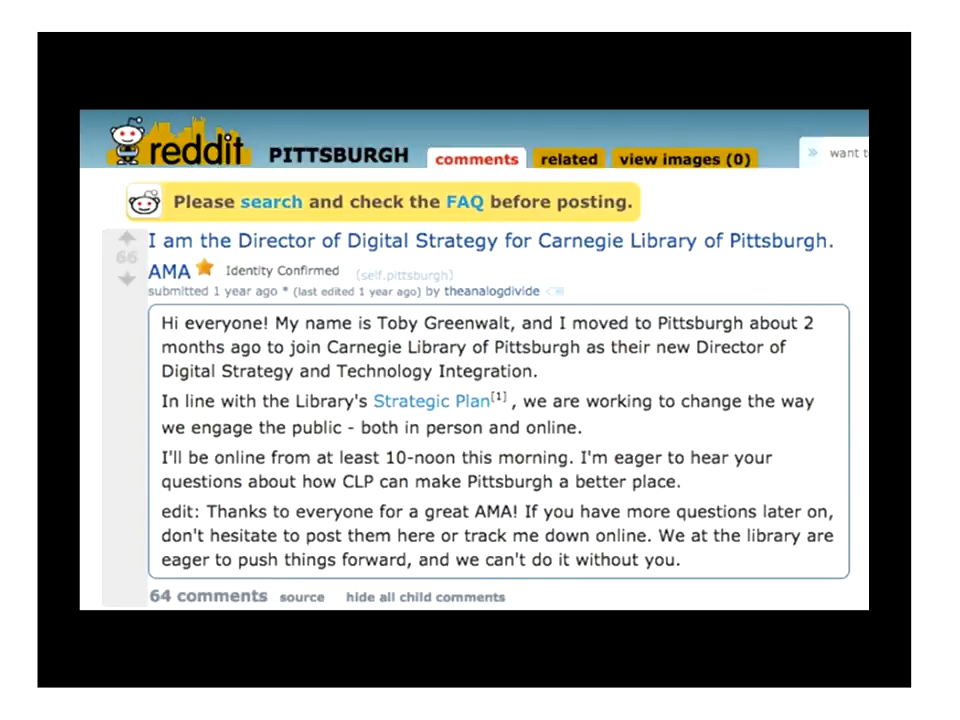 reddit PITTSBURGH comments related view images (0) » want t
Please search and check the FAQ before posting.
I am the Director of Digital Strategy for Carnegie Library of Pittsburgh.
66
AMA Identity Confirmed (self.pittsburgh)
submitted 1 year ago * (last edited 1 year ago) by theanalogdivide
Hi everyone! My name is Toby Greenwalt, and I moved to Pittsburgh about 2
months ago to join Carnegie Library of Pittsburgh as their new Director of
Digital Strategy and Technology Integration.
In line with the Library's Strategic Plan[1] , we are working to change the way
we engage the public - both in person and online.
I'll be online from at least 10-noon this morning. I'm eager to hear your
questions about how CLP can make Pittsburgh a better place.
edit: Thanks to everyone for a great AMA! If you have more questions later on,
don't hesitate to post them here or track me down online. We at the library are
eager to push things forward, and we can't do it without you.
64 comments source hide all child comments